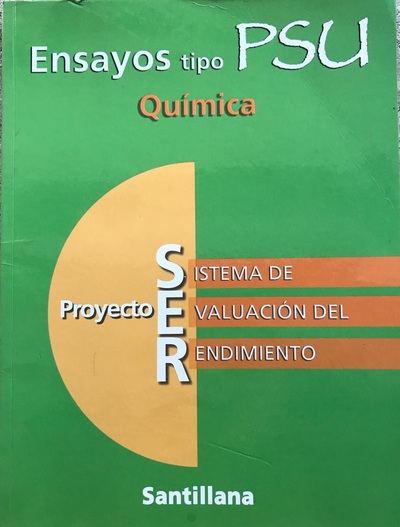 Ensayos tipo PSU
Química
SISTEMA DE
Proyecto EVALUACIÓN DEL
RENDIMIENTO
Santillana